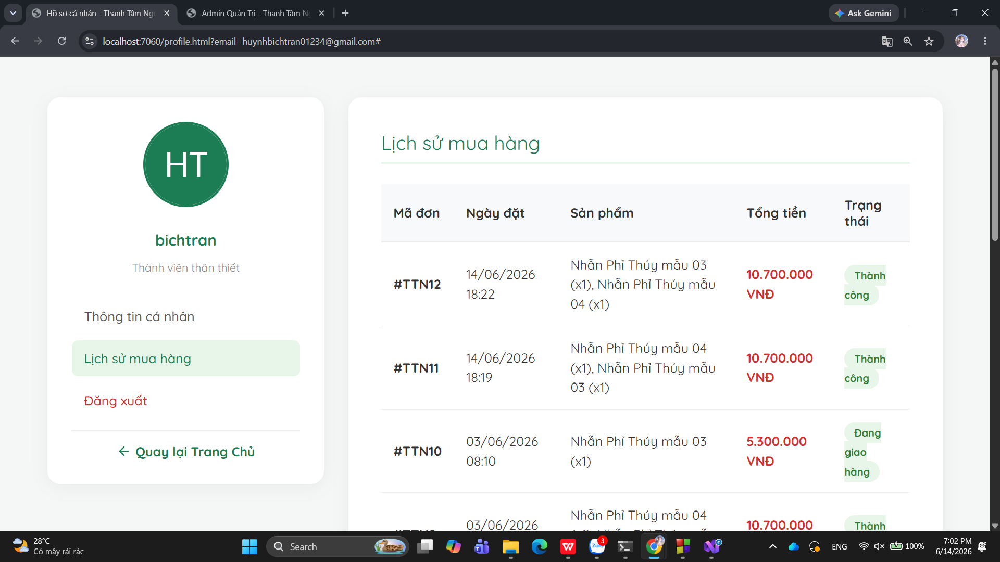 Hồ sơ cá nhân - Thanh Tâm Ng
Admin Quản Trị - Thanh Tâm N
Ask Gemini
localhost:7060/profile.html?email=huynhbichtran01234@gmail.com#
HT
bichtran
Thành viên thân thiết
Thông tin cá nhân
Lịch sử mua hàng
Đăng xuất
← Quay lại Trang Chủ
Lịch sử mua hàng
Mã đơn Ngày đặt Sản phẩm Tổng tiền Trạng thái
#TTN12
14/06/2026
18:22
Nhẫn Phỉ Thúy mẫu 03
(x1), Nhẫn Phỉ Thúy mẫu
04 (x1)
10.700.000
VNĐ
Thành
công
#TTN11
14/06/2026
18:19
Nhẫn Phỉ Thúy mẫu 04
(x1), Nhẫn Phỉ Thúy mẫu
03 (x1)
10.700.000
VNĐ
Thành
công
#TTN10
03/06/2026
08:10
Nhẫn Phỉ Thúy mẫu 03
(x1)
5.300.000
VNĐ
Đang
giao
hàng
03/06/2026
Nhẫn Phỉ Thúy mẫu 04
10.700.000
Thành
28°C
Có mây rải rác
Search
Zalo
3
ENG
100%
7:02 PM
6/14/2026